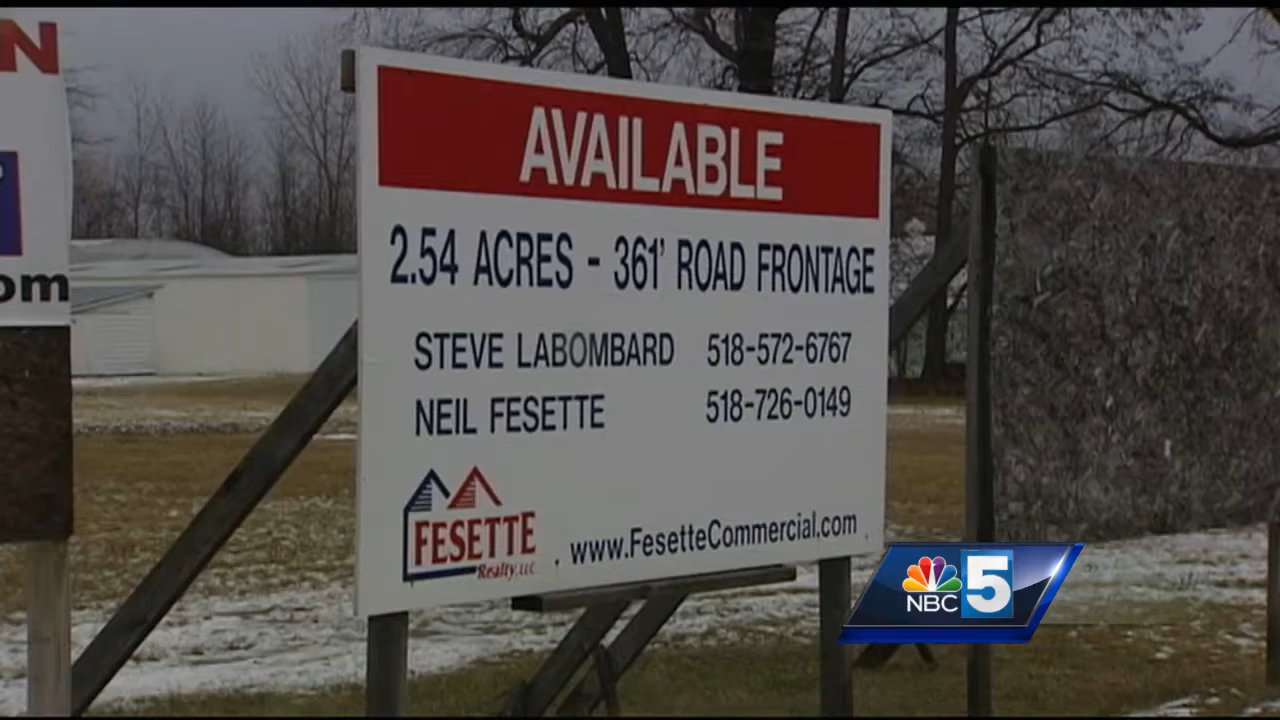 N
om
AVAILABLE
2.54 ACRES - 361' ROAD FRONTAGE
STEVE LABOMBARD 518-572-6767
NEIL FESETTE 518-726-0149
FESETTE
Realty, LLC
www.FesetteCommercial.com
NBC 5